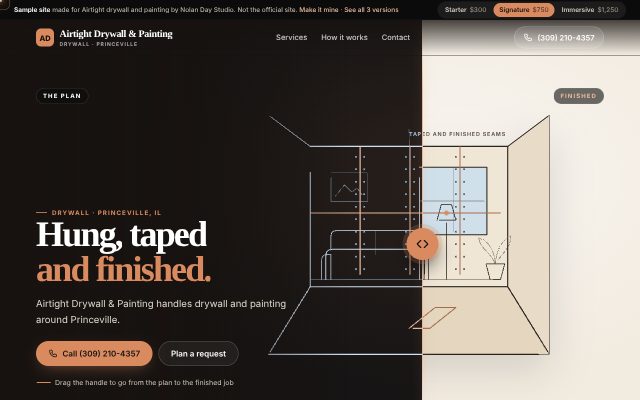 Sample site made for Airtight drywall and painting by Nolan Day Studio. Not the official site. Make it mine · See all 3 versions
Starter $300 Signature $750 Immersive $1,250
AD
Airtight Drywall & Painting
DRYWALL · PRINCEVILLE
Services How it works Contact
(309) 210-4357
THE PLAN
FINISHED
TAPED AND FINISHED SEAMS
DRYWALL · PRINCEVILLE, IL
Hung, taped
and finished.
Airtight Drywall & Painting handles drywall and painting
around Princeville.
Call (309) 210-4357
Plan a request
Drag the handle to go from the plan to the finished job